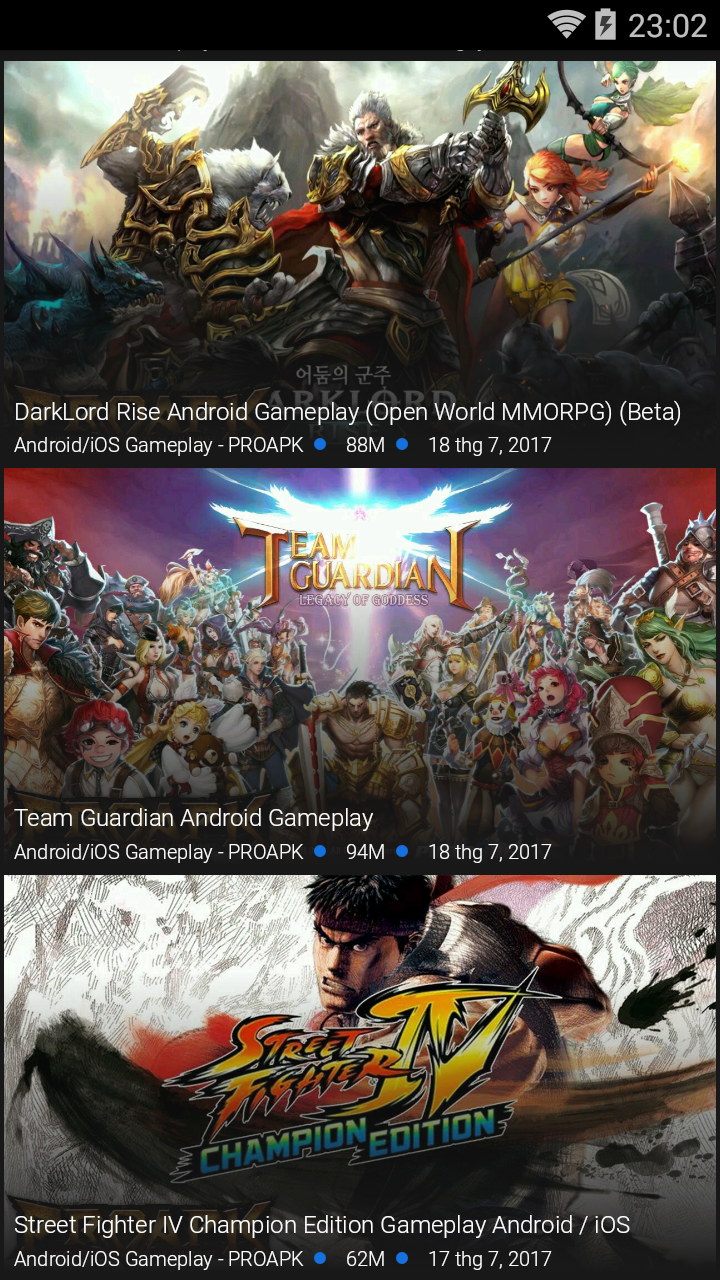 23:02
어둠의 군주
DARKLORD
DarkLord Rise Android Gameplay (Open World MMORPG) (Beta)
Android/iOS Gameplay - PROAPK 88M 18 thg 7, 2017
TEAM
GUARDIAN
LEGACY OF GODDESS
Team Guardian Android Gameplay
Android/iOS Gameplay - PROAPK 94M 18 thg 7, 2017
STREET
FIGHTER IV
CHAMPION EDITION
Street Fighter IV Champion Edition Gameplay Android / iOS
Android/iOS Gameplay - PROAPK 62M 17 thg 7, 2017